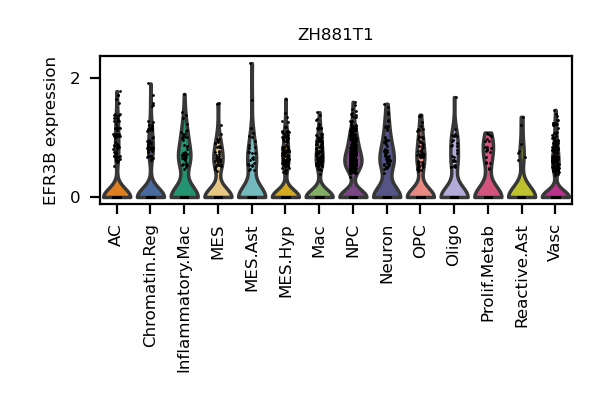 ZH881T1
EFR3B expression
2
0
AC
Chromatin.Reg
Inflammatory.Mac
MES
MES.Ast
MES.Hyp
Mac
NPC
Neuron
OPC
Oligo
Prolif.Metab
Reactive.Ast
Vasc